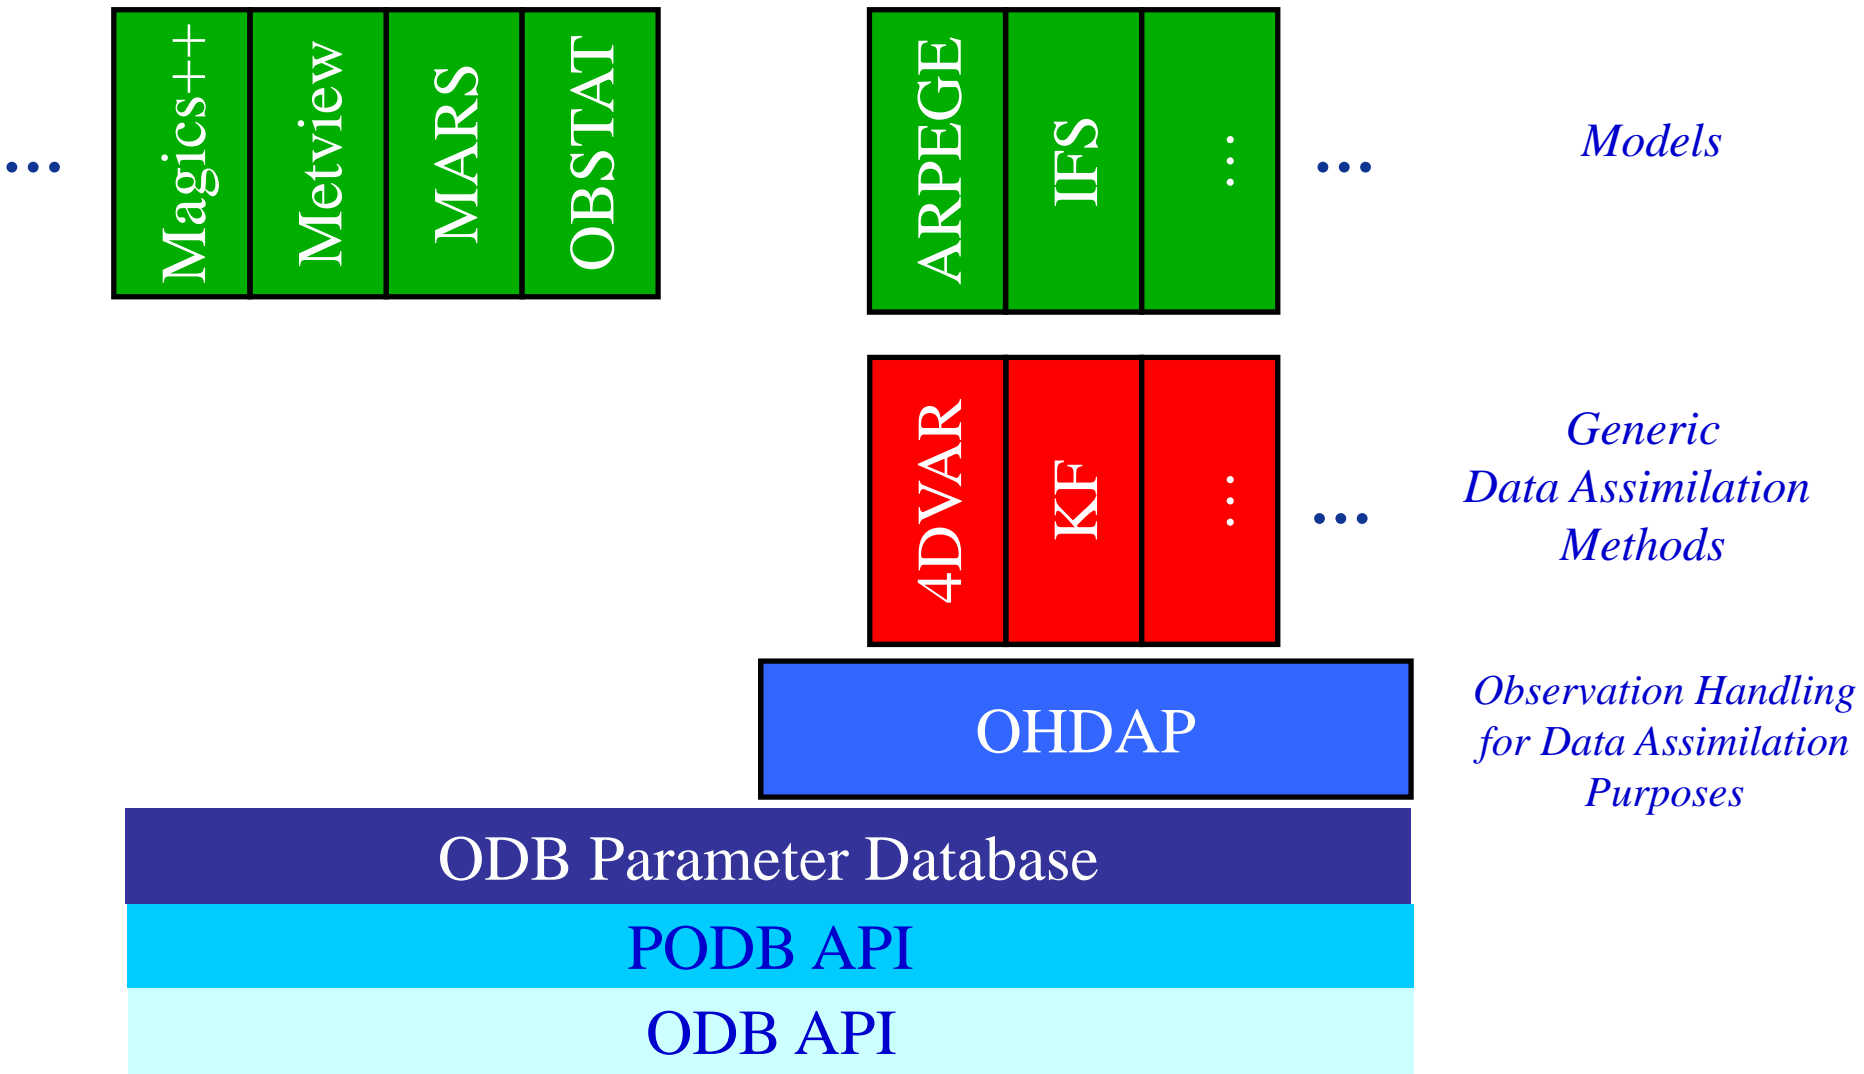 ...
Magics++
Metview
MARS
OBSTAT
ARPEGE
IFS
...
...
Models
4DVAR
KF
...
...
Generic
Data Assimilation
Methods
OHDAP
Observation Handling
for Data Assimilation
Purposes
ODB Parameter Database
PODB API
ODB API